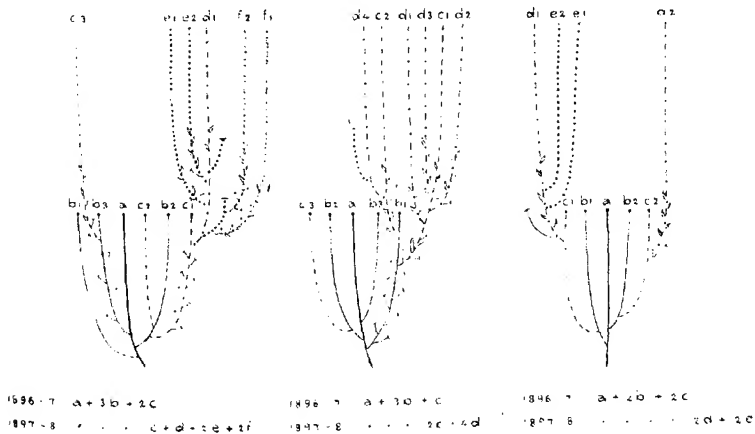 c3 e1 e2 d1 f2 f1 d4 c2 d1 d3 c1 d2 d1 e2 e1 d2
b1 b3 a c2 b2 c1 c3 b2 a b3 b1 c1 b1 a b2 c2
1896-7 a + 3b + 2c 1896-7 a + 3b + c 1896-7 a + 2b + 2c
1897-8 . . . c + d + 2e + 2f 1897-8 . . . 2c + 4d 1897-8 . . . . 2d + 2e